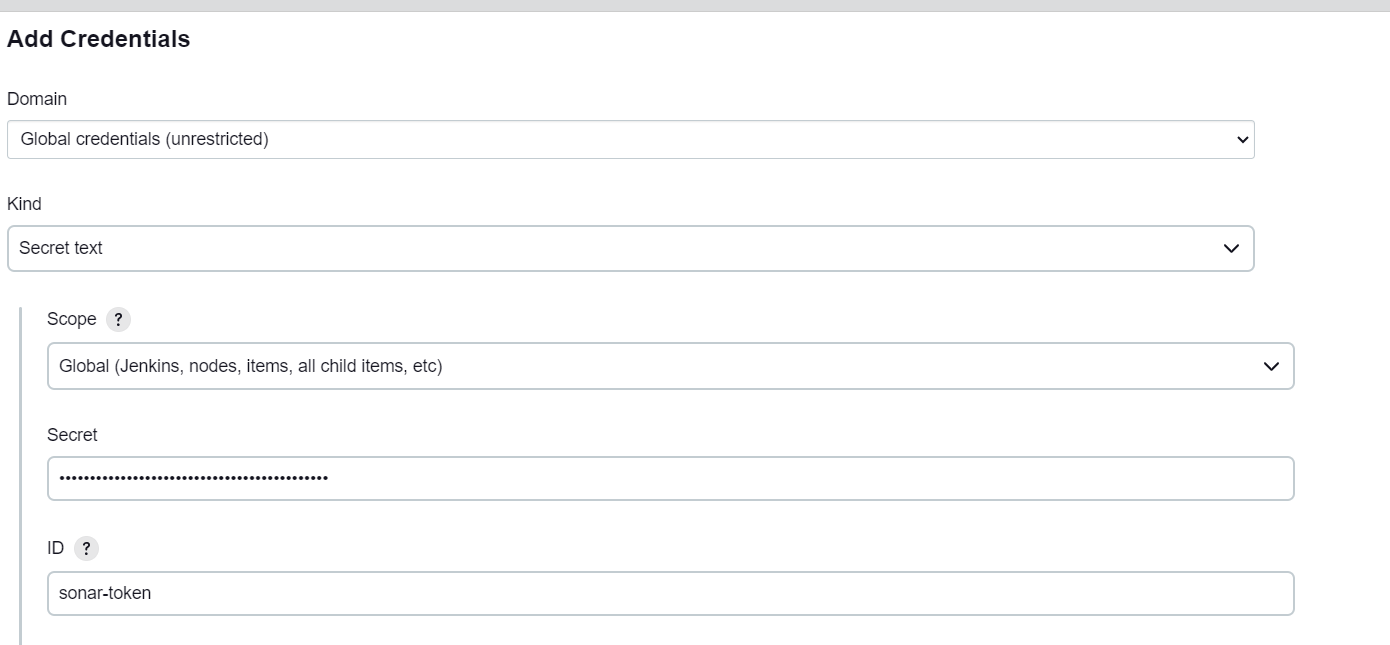 Add Credentials
Domain
Global credentials (unrestricted)
Kind
Secret text
Scope ?
Global (Jenkins, nodes, items, all child items, etc)
Secret
••••••••••••••••••••••••••••••••••••••••••••
ID ?
sonar-token